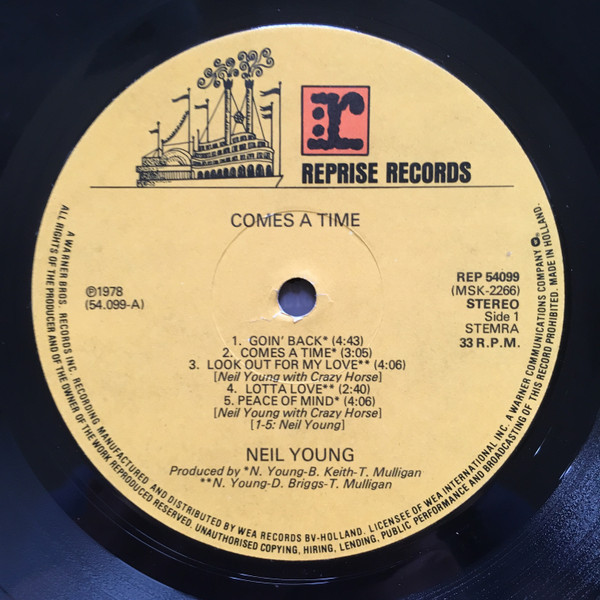 r
REPRISE RECORDS
COMES A TIME
℗1978
(54.099-A)
REP 54099
(MSK-2266)
STEREO
Side 1
STEMRA
33 R.P.M.
1. GOIN' BACK* (4:43)
2. COMES A TIME* (3:05)
3. LOOK OUT FOR MY LOVE** (4:06)
[Neil Young with Crazy Horse]
4. LOTTA LOVE** (2:40)
5. PEACE OF MIND* (4:06)
[Neil Young with Crazy Horse]
[1-5: Neil Young]
NEIL YOUNG
Produced by *N. Young-B. Keith-T. Mulligan
**N. Young-D. Briggs-T. Mulligan
A WARNER BROS. RECORDS INC. RECORDING MANUFACTURED AND DISTRIBUTED BY WEA RECORDS BV-HOLLAND. LICENSEE OF WEA INTERNATIONAL INC. A WARNER COMMUNICATIONS COMPANY. MADE IN HOLLAND.
ALL RIGHTS OF THE PRODUCER AND OF THE OWNER OF THE WORK REPRODUCED RESERVED. UNAUTHORISED COPYING, HIRING, LENDING, PUBLIC PERFORMANCE AND BROADCASTING OF THIS RECORD PROHIBITED.